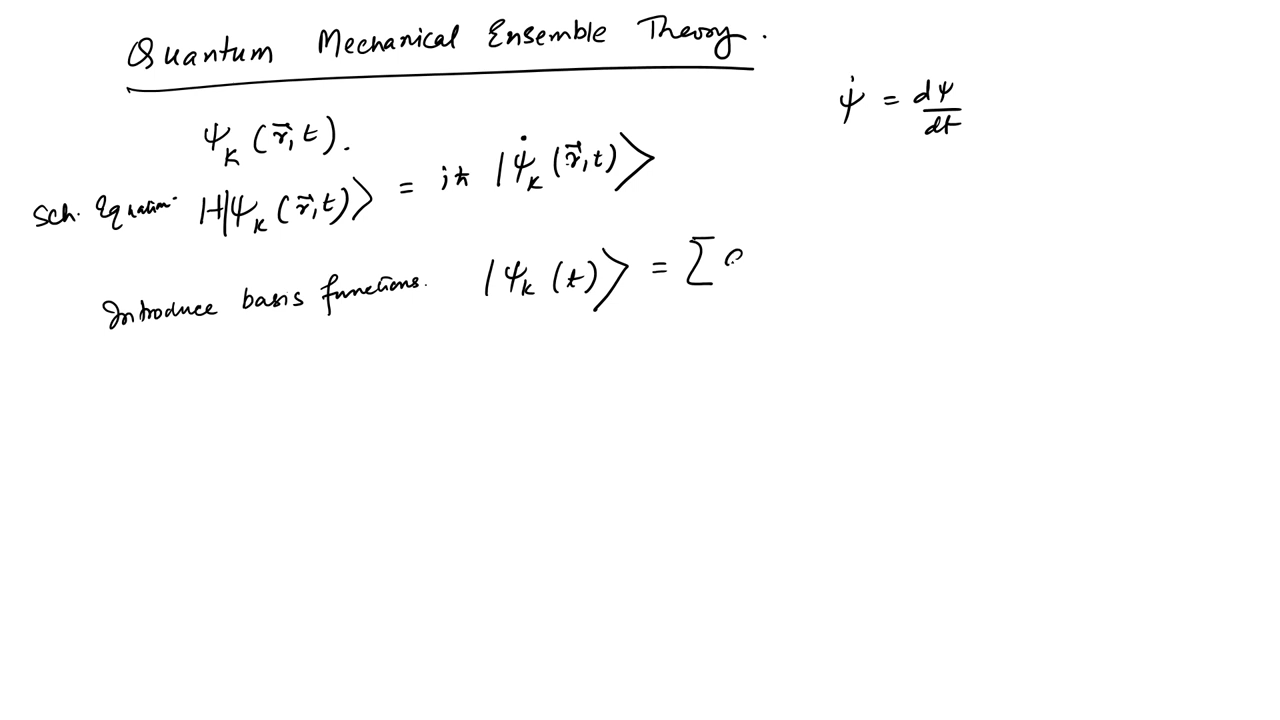 Quantum Mechanical Ensemble Theory.
ψ̇ = dψ/dt
ψ_K (r⃗, t).
Sch. Equation. H|ψ_K (r⃗, t)⟩ = iħ |ψ̇_K (r⃗, t)⟩
Introduce basis functions. |ψ_K (t)⟩ = Σ